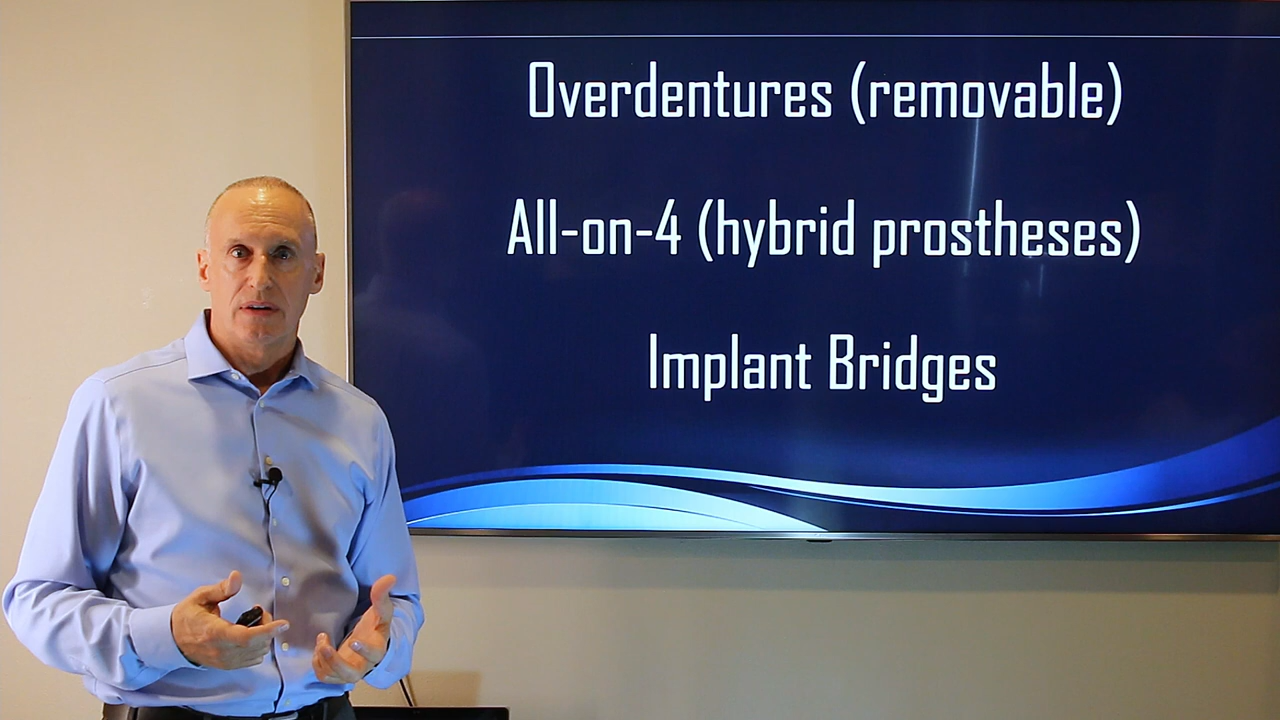 Overdentures (removable)
All-on-4 (hybrid prostheses)
Implant Bridges